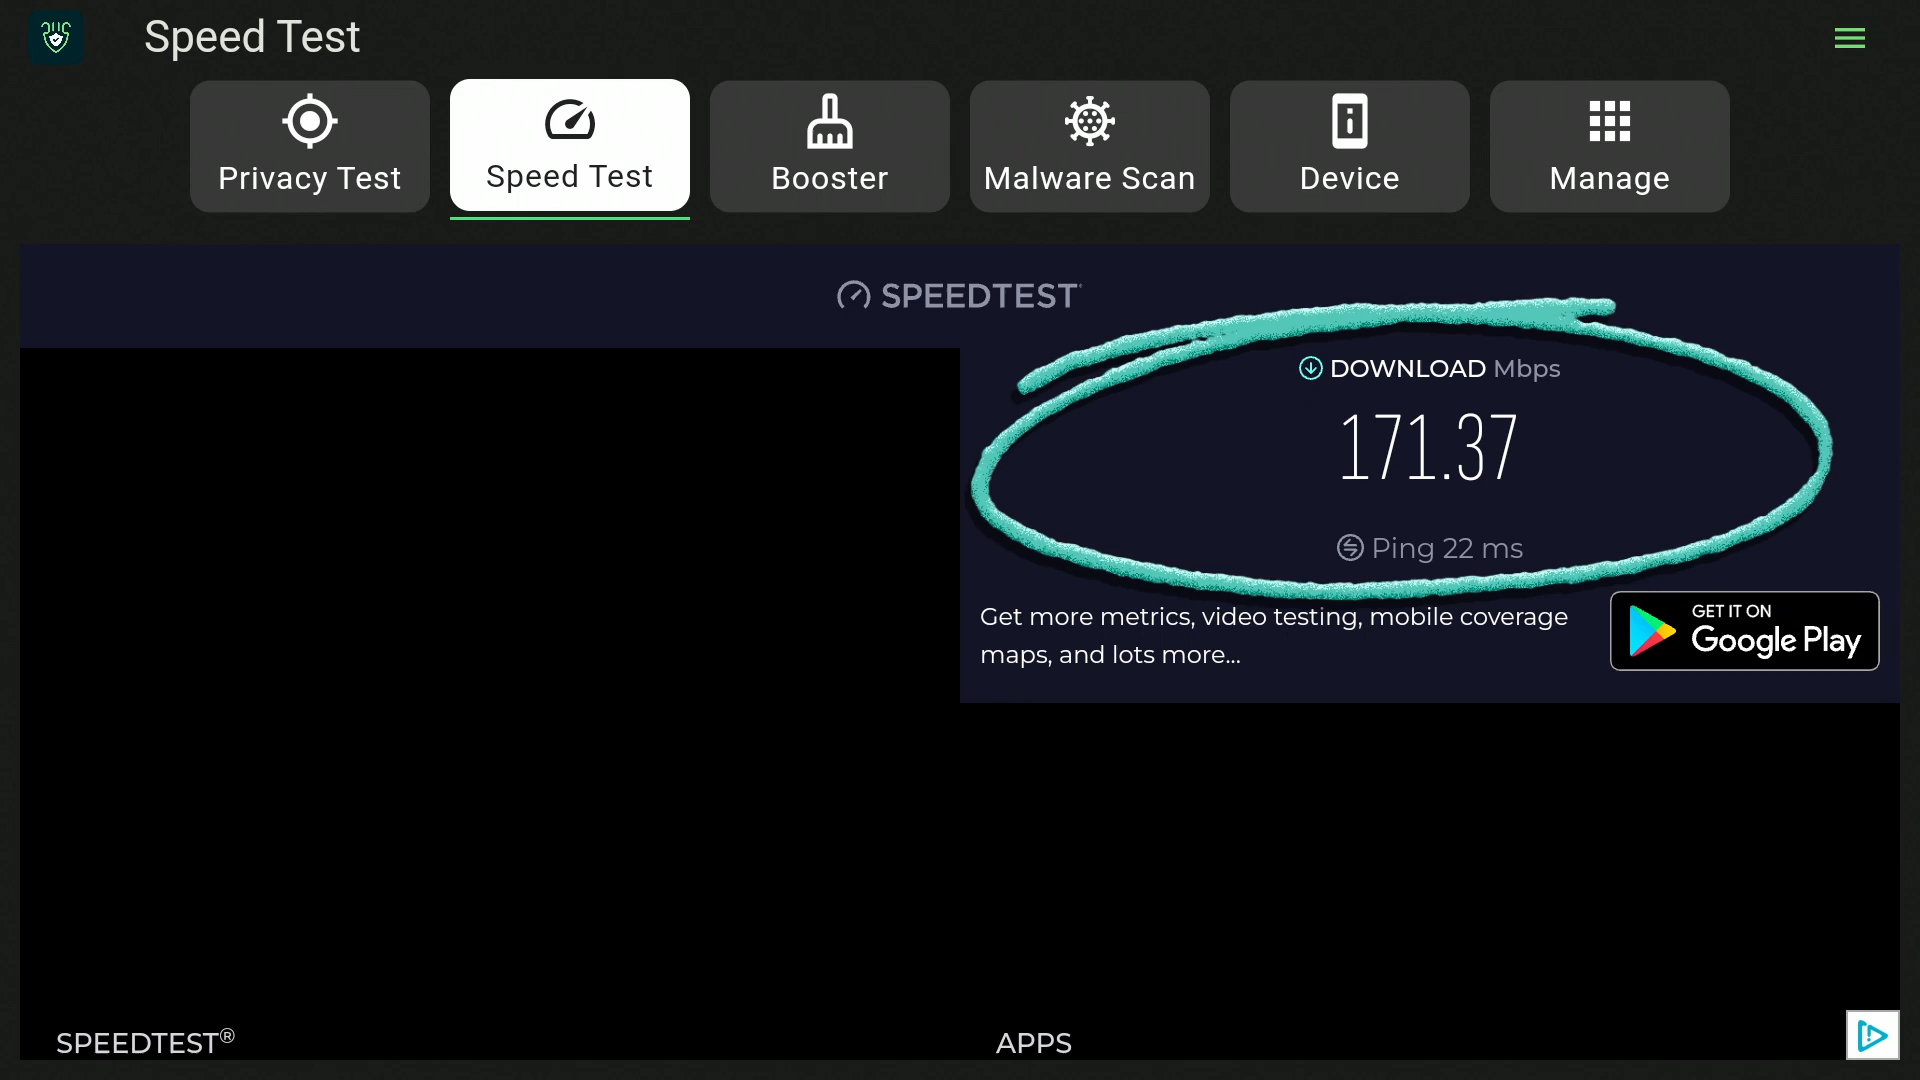 Speed Test
Privacy Test
Speed Test
Booster
Malware Scan
Device
Manage
SPEEDTEST
DOWNLOAD Mbps
171.37
Ping 22 ms
Get more metrics, video testing, mobile coverage
maps, and lots more...
GET IT ON
Google Play
SPEEDTEST®
APPS